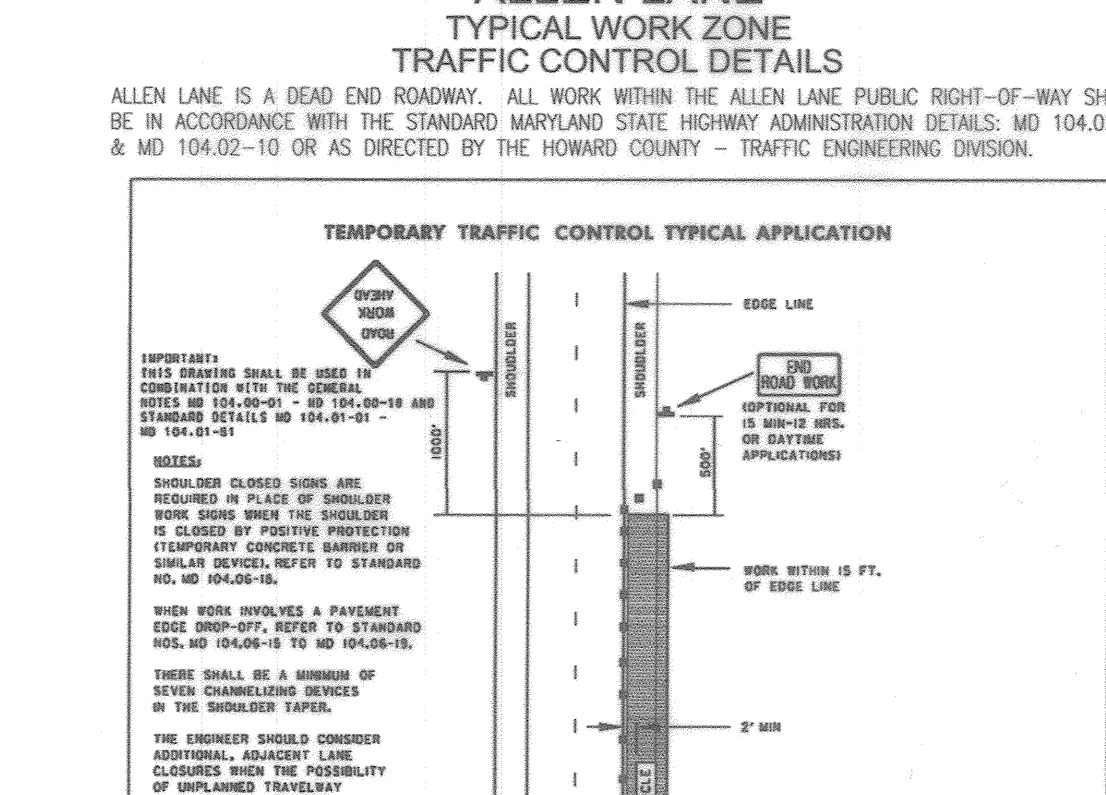 ALLEN LANE
TYPICAL WORK ZONE
TRAFFIC CONTROL DETAILS
ALLEN LANE IS A DEAD END ROADWAY. ALL WORK WITHIN THE ALLEN LANE PUBLIC RIGHT-OF-WAY SH
BE IN ACCORDANCE WITH THE STANDARD MARYLAND STATE HIGHWAY ADMINISTRATION DETAILS: MD 104.0
& MD 104.02-10 OR AS DIRECTED BY THE HOWARD COUNTY - TRAFFIC ENGINEERING DIVISION.
TEMPORARY TRAFFIC CONTROL TYPICAL APPLICATION
ROAD
WORK
AHEAD
SHOULDER
SHOULDER
EDGE LINE
END
ROAD WORK
(OPTIONAL FOR
15 MIN-12 HRS.
OR DAYTIME
APPLICATIONS)
1000'
500'
IMPORTANT:
THIS DRAWING SHALL BE USED IN
COMBINATION WITH THE GENERAL
NOTES MD 104.00-01 - MD 104.00-18 AND
STANDARD DETAILS MD 104.01-01 -
MD 104.01-81
NOTES:
SHOULDER CLOSED SIGNS ARE
REQUIRED IN PLACE OF SHOULDER
WORK SIGNS WHEN THE SHOULDER
IS CLOSED BY POSITIVE PROTECTION
(TEMPORARY CONCRETE BARRIER OR
SIMILAR DEVICE). REFER TO STANDARD
NO. MD 104.06-18.
WHEN WORK INVOLVES A PAVEMENT
EDGE DROP-OFF, REFER TO STANDARD
NOS. MD 104.06-15 TO MD 104.06-19.
THERE SHALL BE A MINIMUM OF
SEVEN CHANNELIZING DEVICES
IN THE SHOULDER TAPER.
THE ENGINEER SHOULD CONSIDER
ADDITIONAL, ADJACENT LANE
CLOSURES WHEN THE POSSIBILITY
OF UNPLANNED TRAVELWAY
WORK WITHIN 15 FT.
OF EDGE LINE
2' MIN
CLE